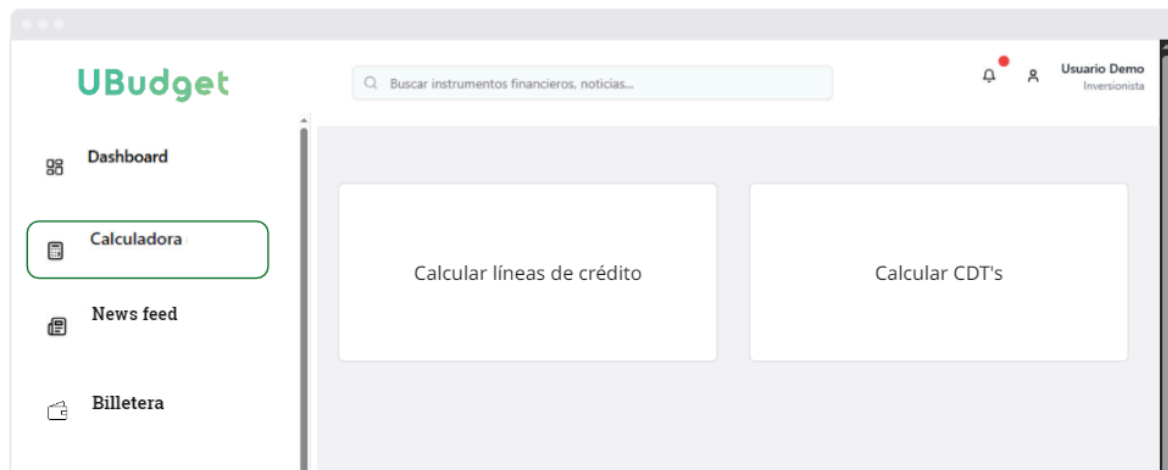 UBudget
Buscar instrumentos financieros, noticias...
Usuario Demo
Inversionista
Dashboard
Calculadora
News feed
Billetera
Calcular líneas de crédito
Calcular CDT's